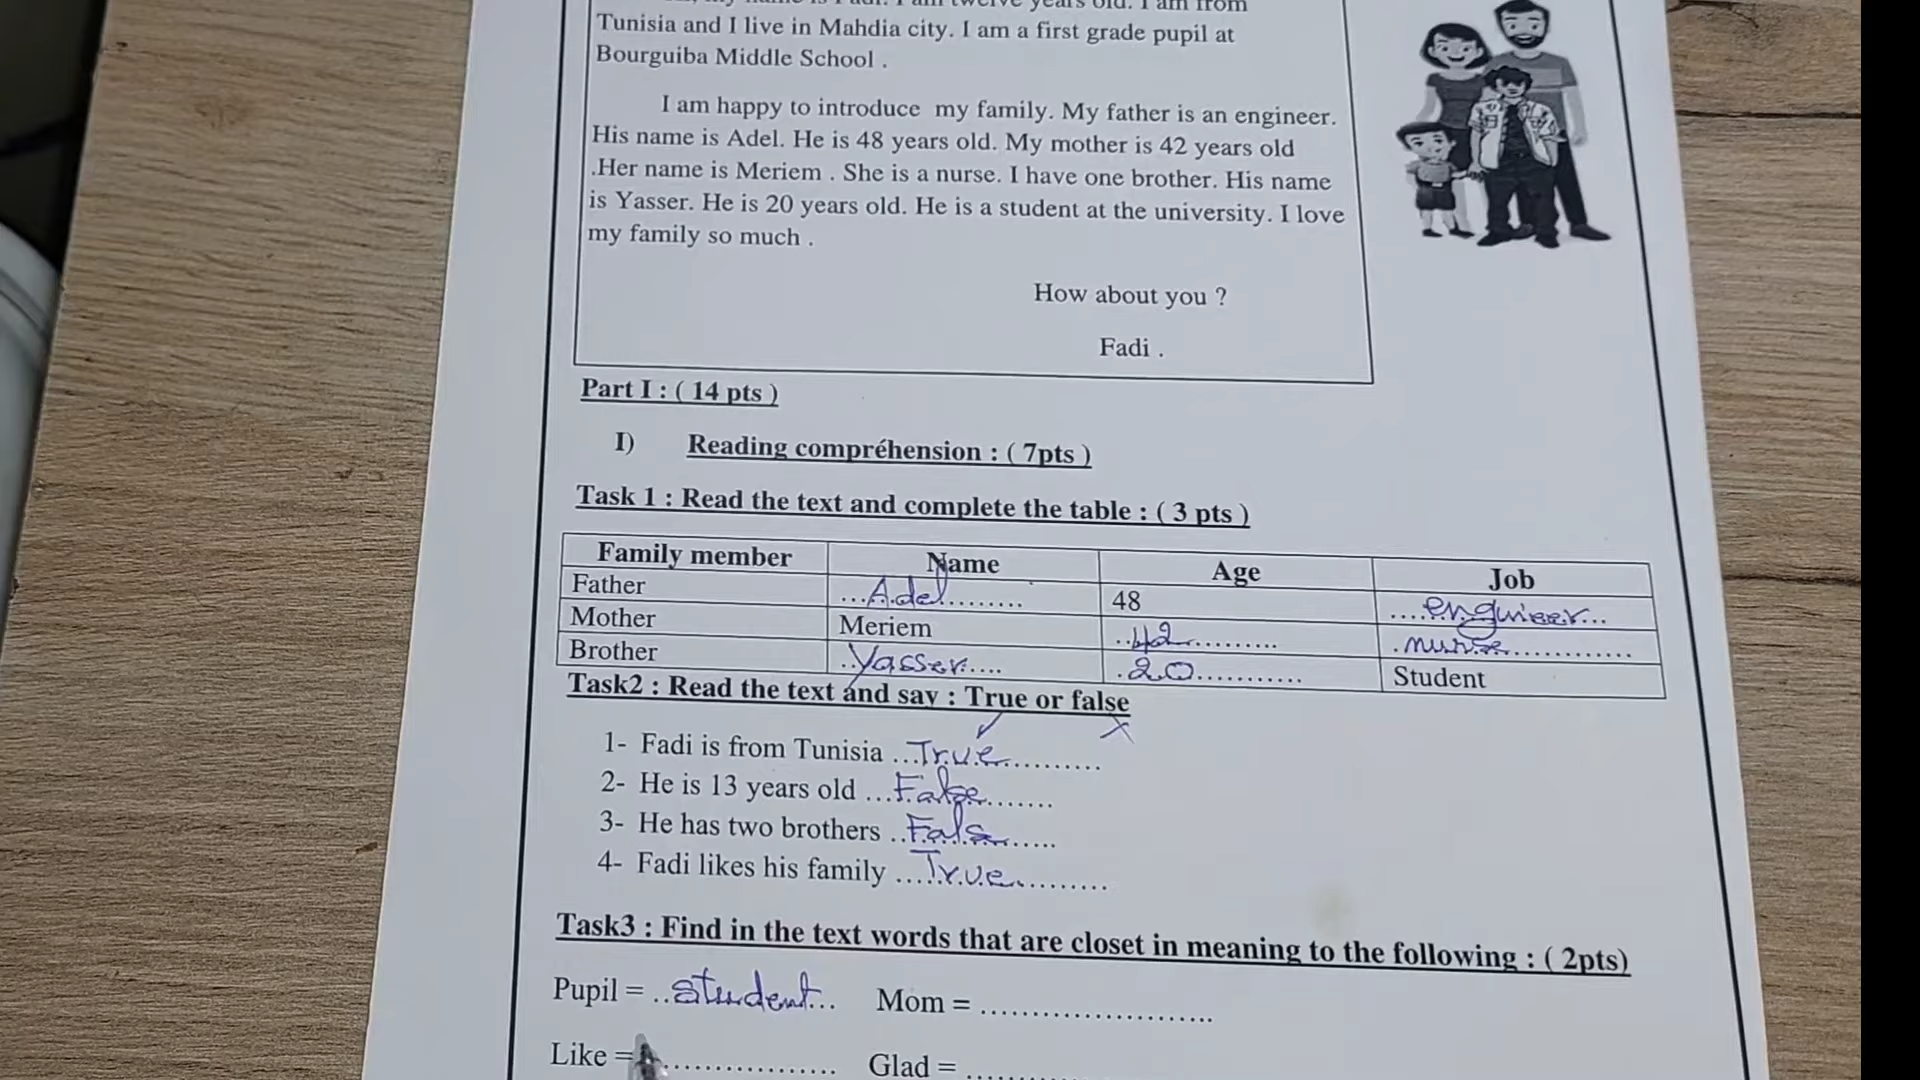 Tunisia and I live in Mahdia city. I am a first grade pupil at
Bourguiba Middle School .
I am happy to introduce my family. My father is an engineer.
His name is Adel. He is 48 years old. My mother is 42 years old
.Her name is Meriem . She is a nurse. I have one brother. His name
is Yasser. He is 20 years old. He is a student at the university. I love
my family so much .
How about you ?
Fadi .
Part I : ( 14 pts )
I) Reading compréhension : ( 7pts )
Task 1 : Read the text and complete the table : ( 3 pts )
Family member Name Age Job
Father ...Adel......... 48 ....engineer...
Mother Meriem ..42.......... .nurse............
Brother ..Yasser.... .20........... Student
Task2 : Read the text and say : True or false
1- Fadi is from Tunisia ...True..........
2- He is 13 years old ...False.......
3- He has two brothers ..Fals......
4- Fadi likes his family ....True.........
Task3 : Find in the text words that are closet in meaning to the following : ( 2pts)
Pupil = ..student... Mom = .......................
Like = ................. Glad = ............